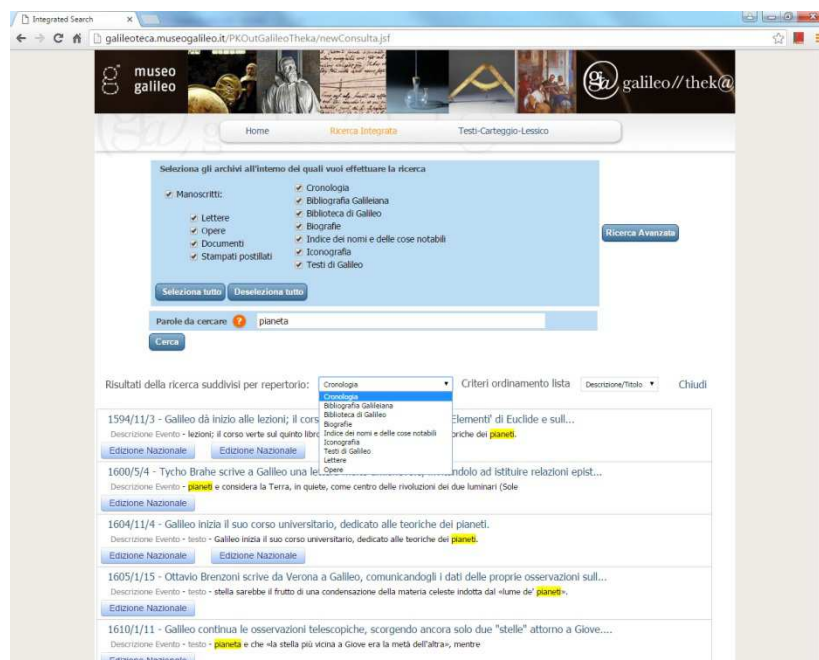 Integrated Search
galileoteca.museogalileo.it/PKOutGalileoTheka/newConsulta.jsf
museo
galileo
galileo//thek@
Home
Ricerca Integrata
Testi-Carteggio-Lessico
Seleziona gli archivi all'interno dei quali vuoi effettuare la ricerca
Manoscritti:
Lettere
Opere
Documenti
Stampati postillati
Cronologia
Bibliografia Galileiana
Biblioteca di Galileo
Biografie
Indice dei nomi e delle cose notabili
Iconografia
Testi di Galileo
Ricerca Avanzata
Seleziona tutto
Deseleziona tutto
Parole da cercare ? pianeta
Cerca
Risultati della ricerca suddivisi per repertorio: Cronologia Criteri ordinamento lista Descrizione/Titolo Chiudi
Cronologia
Bibliografia Galileiana
Biblioteca di Galileo
Biografie
Indice dei nomi e delle cose notabili
Iconografia
Testi di Galileo
Lettere
Opere
1594/11/3 - Galileo dà inizio alle lezioni; il cors Elementi' di Euclide e sull...
Descrizione Evento - lezioni; il corso verte sul quinto libro oriche dei pianeti.
Edizione Nazionale Edizione Nazionale
1600/5/4 - Tycho Brahe scrive a Galileo una le ndolo ad istituire relazioni epist...
Descrizione Evento - pianeti e considera la Terra, in quiete, come centro delle rivoluzioni dei due luminari (Sole
Edizione Nazionale
1604/11/4 - Galileo inizia il suo corso universitario, dedicato alle teoriche dei pianeti.
Descrizione Evento - testo - Galileo inizia il suo corso universitario, dedicato alle teoriche dei pianeti.
Edizione Nazionale Edizione Nazionale
1605/1/15 - Ottavio Brenzoni scrive da Verona a Galileo, comunicandogli i dati delle proprie osservazioni sull...
Descrizione Evento - testo - stella sarebbe il frutto di una condensazione della materia celeste indotta dal «lume de' pianeti».
Edizione Nazionale
1610/1/11 - Galileo continua le osservazioni telescopiche, scorgendo ancora solo due "stelle" attorno a Giove....
Descrizione Evento - testo - pianeta e che «la stella più vicina a Giove era la metà dell'altra», mentre
Edizione Nazionale